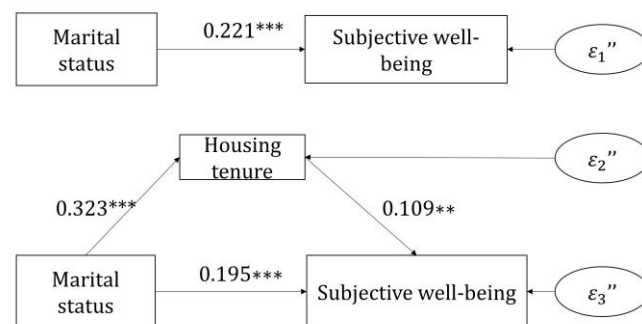 Marital
status
0.221***
Subjective well-
being
ε₁”
Housing
tenure
ε₂”
0.323***
0.109**
Marital
status
0.195***
Subjective well-being
ε₃”